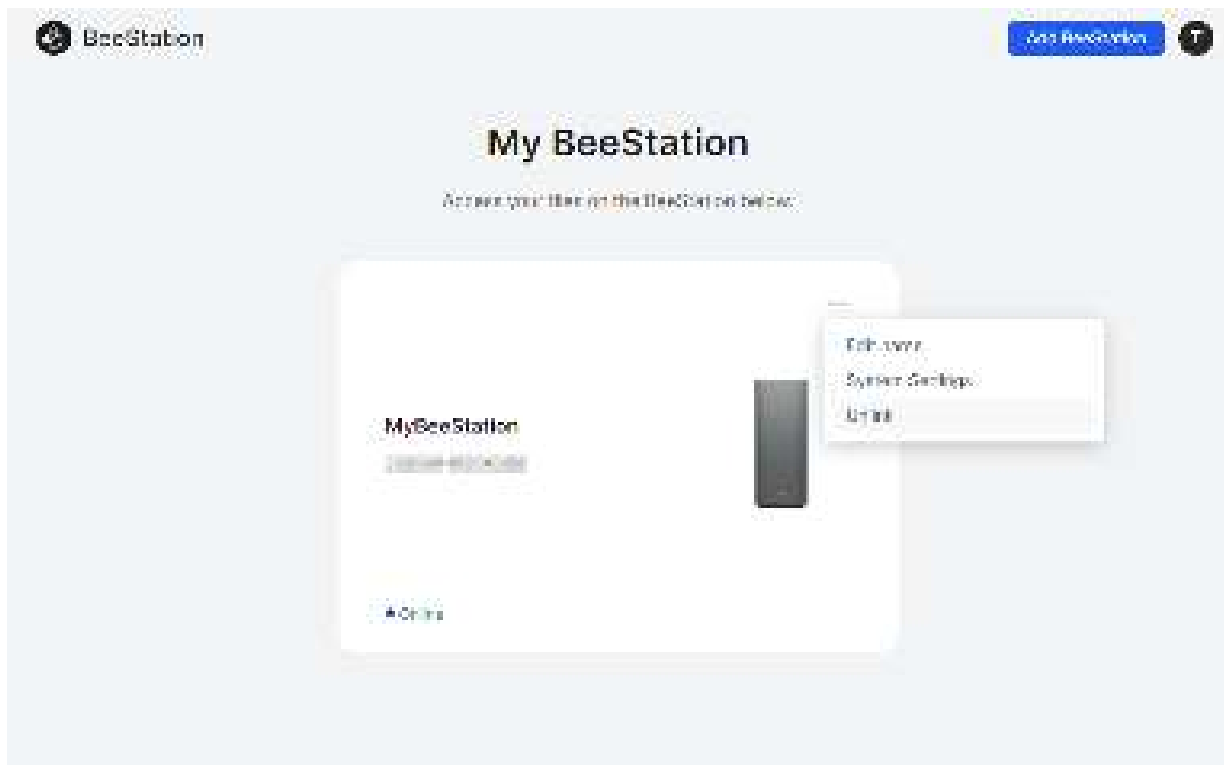 BeeStation
Add BeeStation
T
My BeeStation
Access your files on the BeeStation below.
Edit name
System Settings
Unlink
MyBeeStation
Online